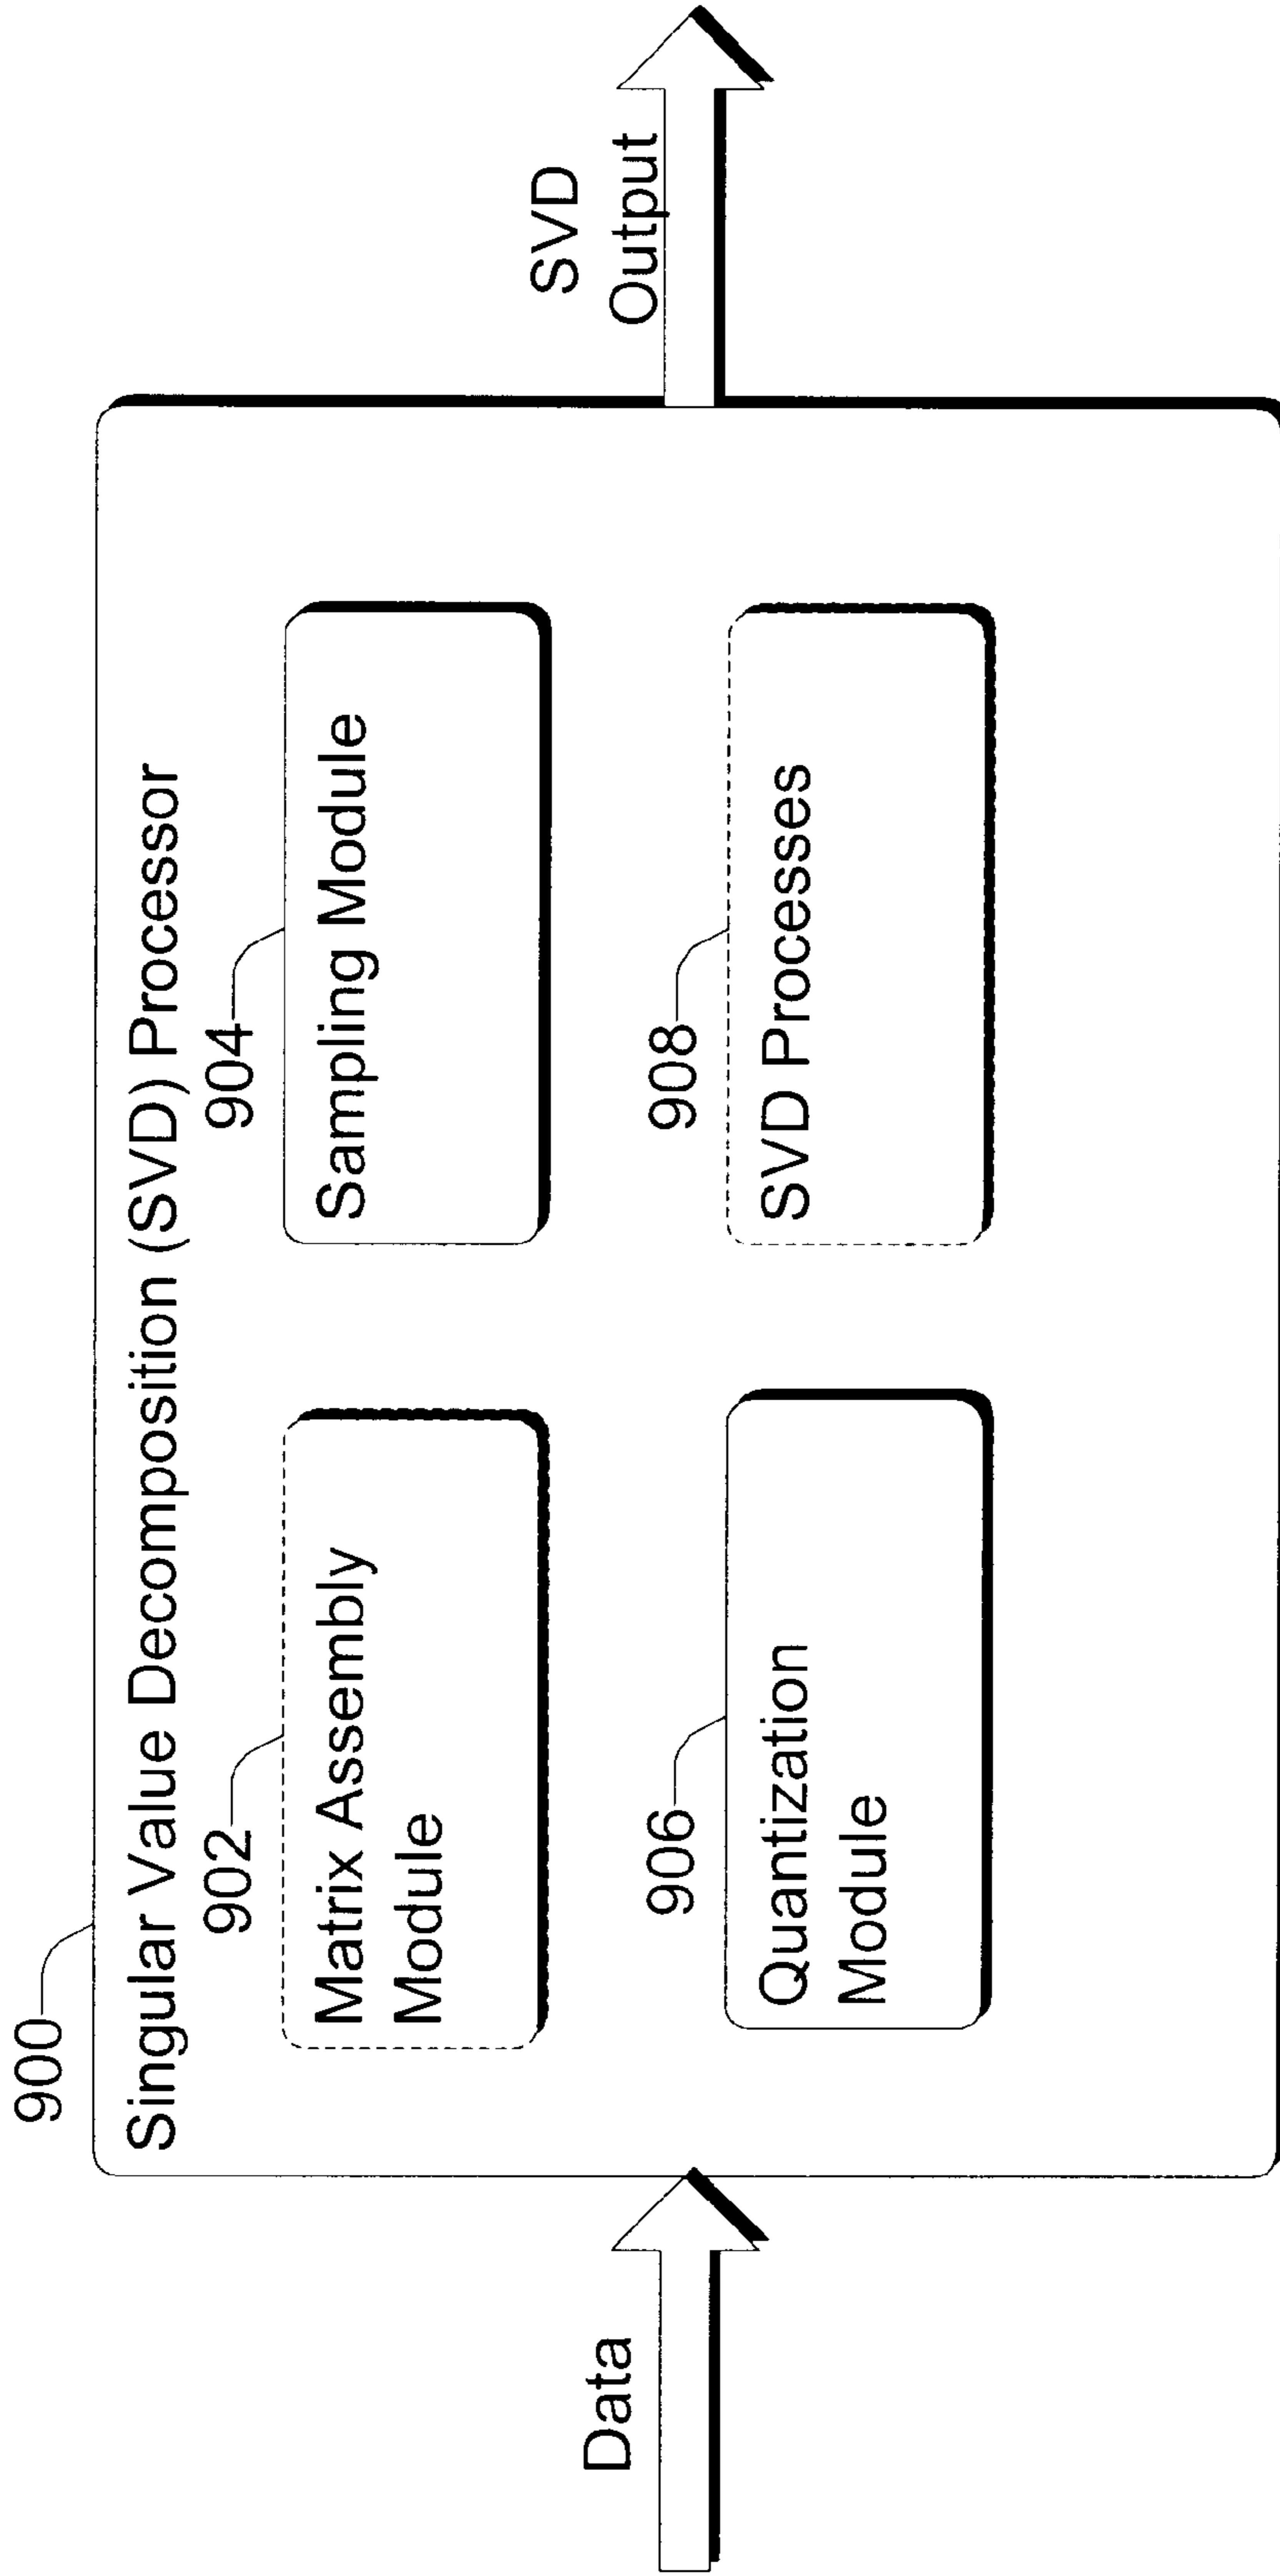 900
Singular Value Decomposition (SVD) Processor
902
Matrix Assembly
Module
904
Sampling Module
906
Quantization
Module
908
SVD Processes
Data
SVD
Output